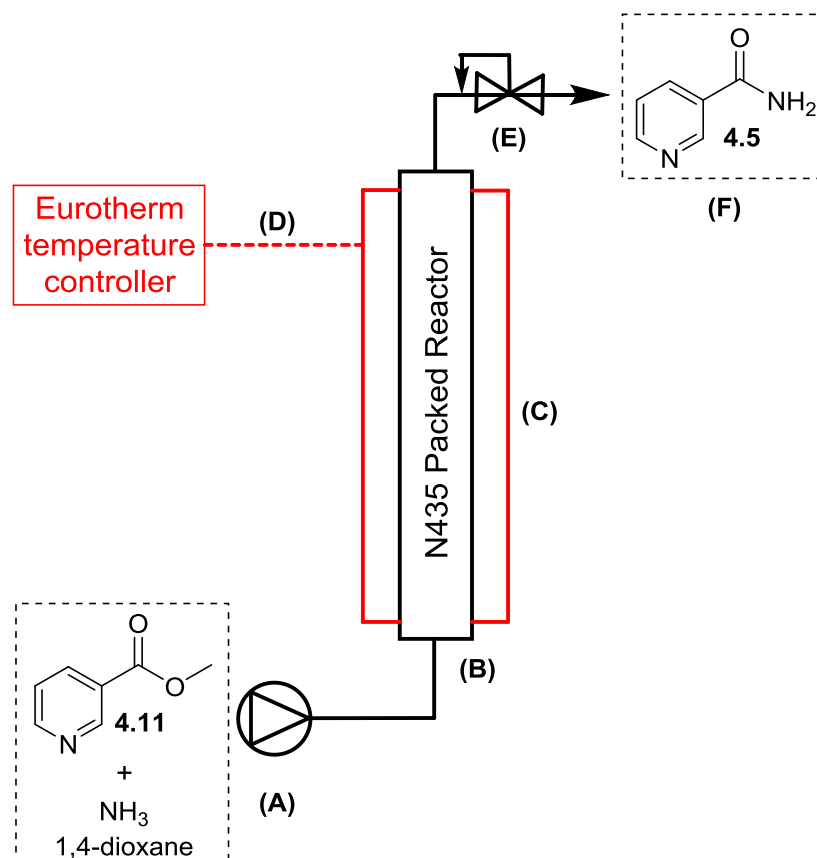 O
NH₂
N
4.5
(E)
(F)
Eurotherm
temperature
controller
(D)
N435 Packed Reactor
(C)
(B)
O
O
4.11
N
+
NH₃
1,4-dioxane
(A)